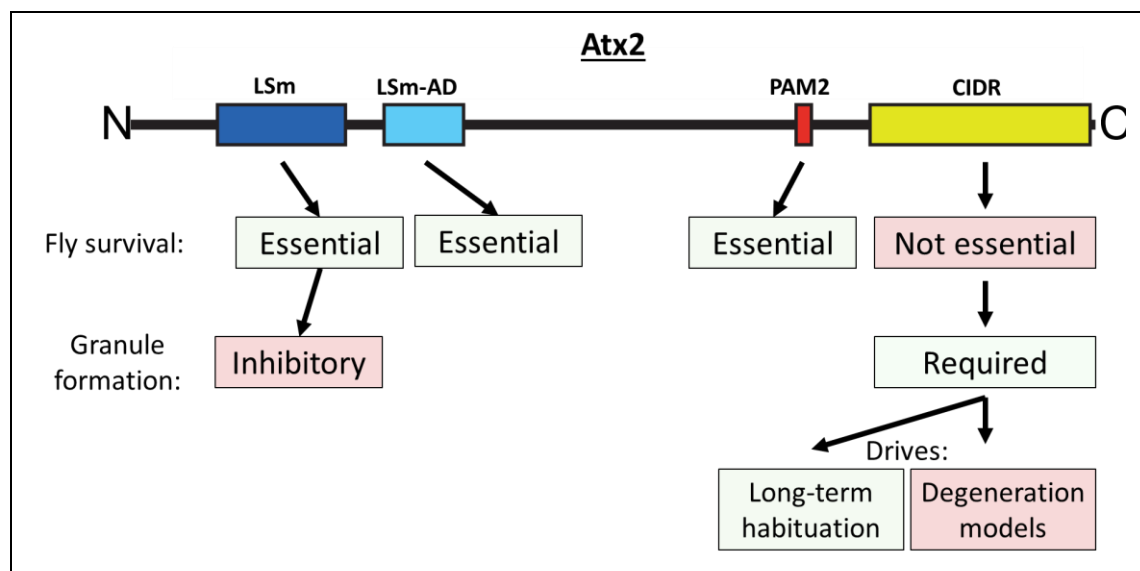 Atx2
LSm
LSm-AD
PAM2
CIDR
N
C
Fly survival:
Essential
Essential
Essential
Not essential
Granule
formation:
Inhibitory
Required
Drives:
Long-term
habituation
Degeneration
models